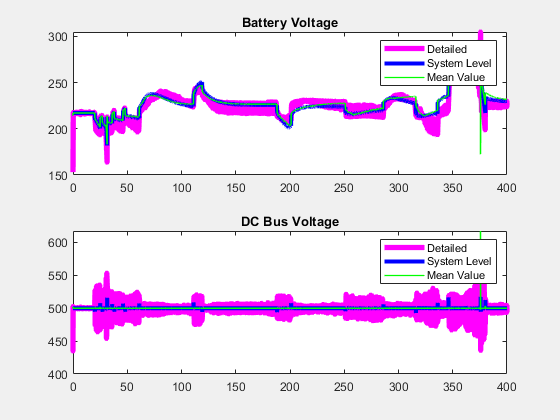 Battery Voltage
300
250
200
150
Detailed
System Level
Mean Value
0 50 100 150 200 250 300 350 400
DC Bus Voltage
600
550
500
450
400
Detailed
System Level
Mean Value
0 50 100 150 200 250 300 350 400